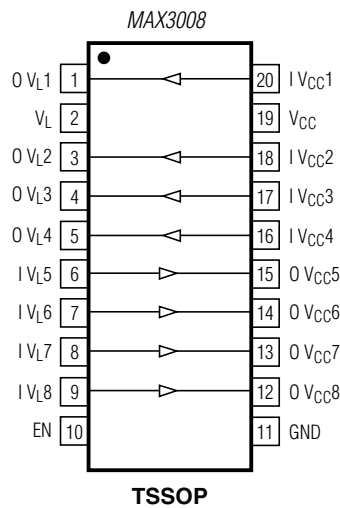 MAX3008
O VL1 1 20 I VCC1
VL 2 19 VCC
O VL2 3 18 I VCC2
O VL3 4 17 I VCC3
O VL4 5 16 I VCC4
I VL5 6 15 O VCC5
I VL6 7 14 O VCC6
I VL7 8 13 O VCC7
I VL8 9 12 O VCC8
EN 10 11 GND
TSSOP